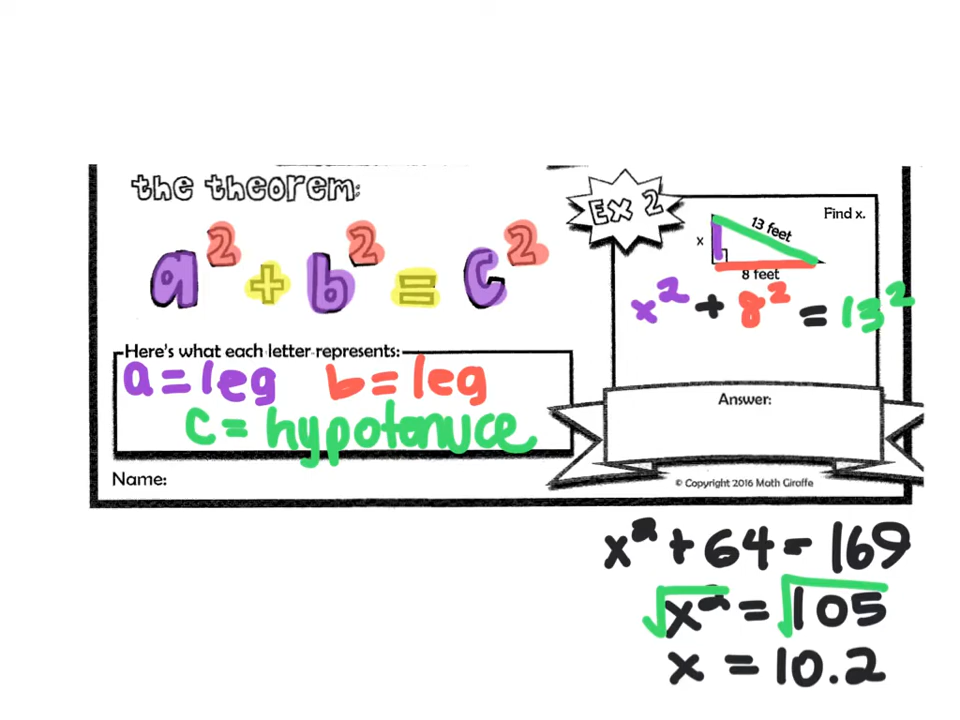 the theorem:
a² + b² = c²
Here's what each letter represents:
a = leg b = leg
c = hypotenuce
Name:
Ex 2
Find x.
x
13 feet
8 feet
x² + 8² = 13²
Answer:
© Copyright 2016 Math Giraffe
x² + 64 = 169
√x² = √105
x = 10.2